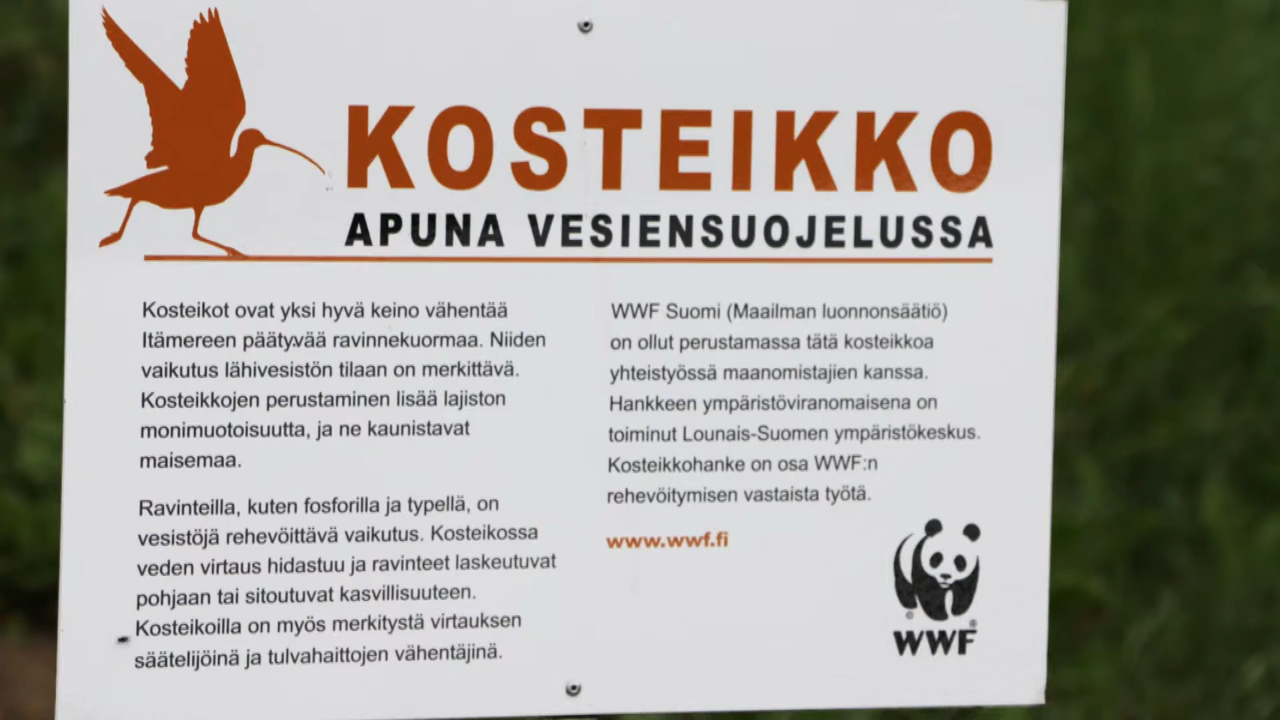 KOSTEIKKO
APUNA VESIENSUOJELUSSA
Kosteikot ovat yksi hyvä keino vähentää
Itämereen päätyvää ravinnekuormaa. Niiden
vaikutus lähivesistön tilaan on merkittävä.
Kosteikkojen perustaminen lisää lajiston
monimuotoisuutta, ja ne kaunistavat
maisemaa.
Ravinteilla, kuten fosforilla ja typellä, on
vesistöjä rehevöittävä vaikutus. Kosteikossa
veden virtaus hidastuu ja ravinteet laskeutuvat
pohjaan tai sitoutuvat kasvillisuuteen.
Kosteikoilla on myös merkitystä virtauksen
säätelijöinä ja tulvahaittojen vähentäjinä.
WWF Suomi (Maailman luonnonsäätiö)
on ollut perustamassa tätä kosteikkoa
yhteistyössä maanomistajien kanssa.
Hankkeen ympäristöviranomaisena on
toiminut Lounais-Suomen ympäristökeskus.
Kosteikkohanke on osa WWF:n
rehevöitymisen vastaista työtä.
www.wwf.fi
©
®
WWF